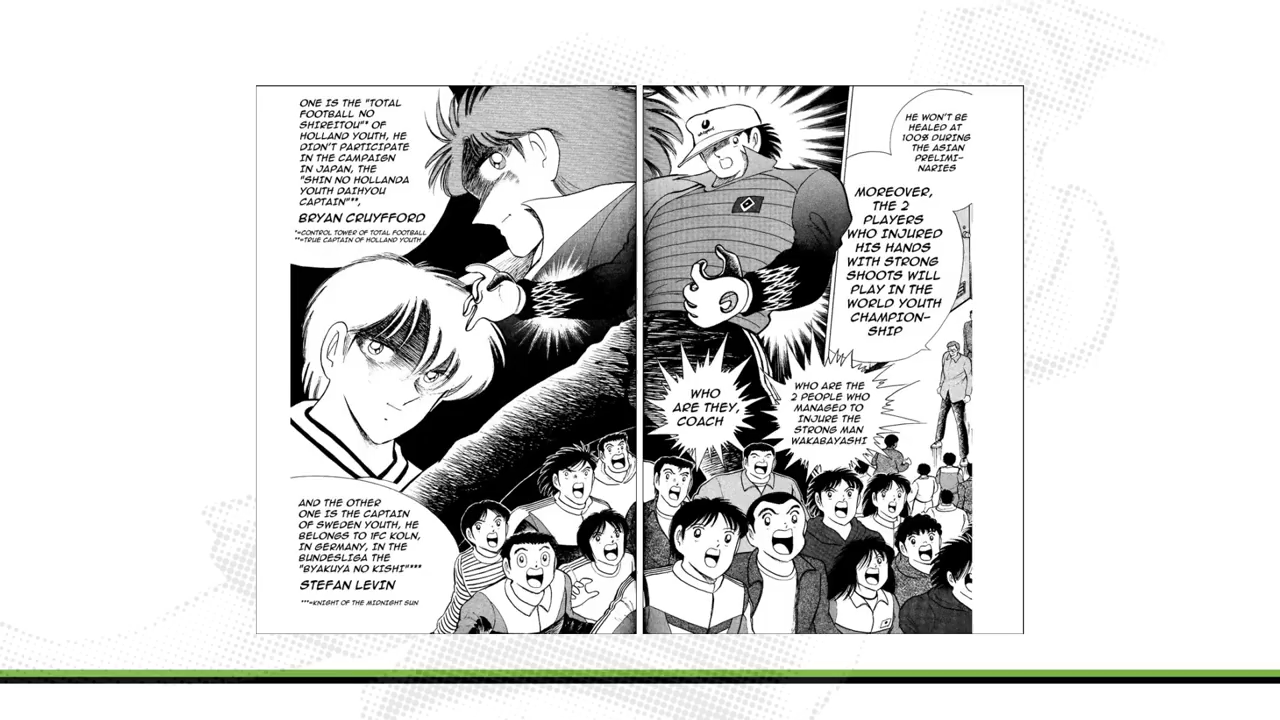 ONE IS THE "TOTAL
FOOTBALL NO
SHIREITOU"* OF
HOLLAND YOUTH, HE
DIDN'T PARTICIPATE
IN THE CAMPAIGN
IN JAPAN, THE
"SHIN NO HOLLANDA
YOUTH DAIHYOU
CAPTAIN"**,
BRYAN CRUYFFORD
*=CONTROL TOWER OF TOTAL FOOTBALL
**=TRUE CAPTAIN OF HOLLAND YOUTH
AND THE OTHER
ONE IS THE CAPTAIN
OF SWEDEN YOUTH, HE
BELONGS TO 1FC KOLN,
IN GERMANY, IN THE
BUNDESLIGA THE
"BYAKUYA NO KISHI"***
STEFAN LEVIN
***=KNIGHT OF THE MIDNIGHT SUN
HE WON'T BE
HEALED AT
100% DURING
THE ASIAN
PRELIMI-
NARIES
MOREOVER,
THE 2
PLAYERS
WHO INJURED
HIS HANDS
WITH STRONG
SHOOTS WILL
PLAY IN THE
WORLD YOUTH
CHAMPION-
SHIP
WHO
ARE THEY,
COACH
WHO ARE THE
2 PEOPLE WHO
MANAGED TO
INJURE THE
STRONG MAN
WAKABAYASHI